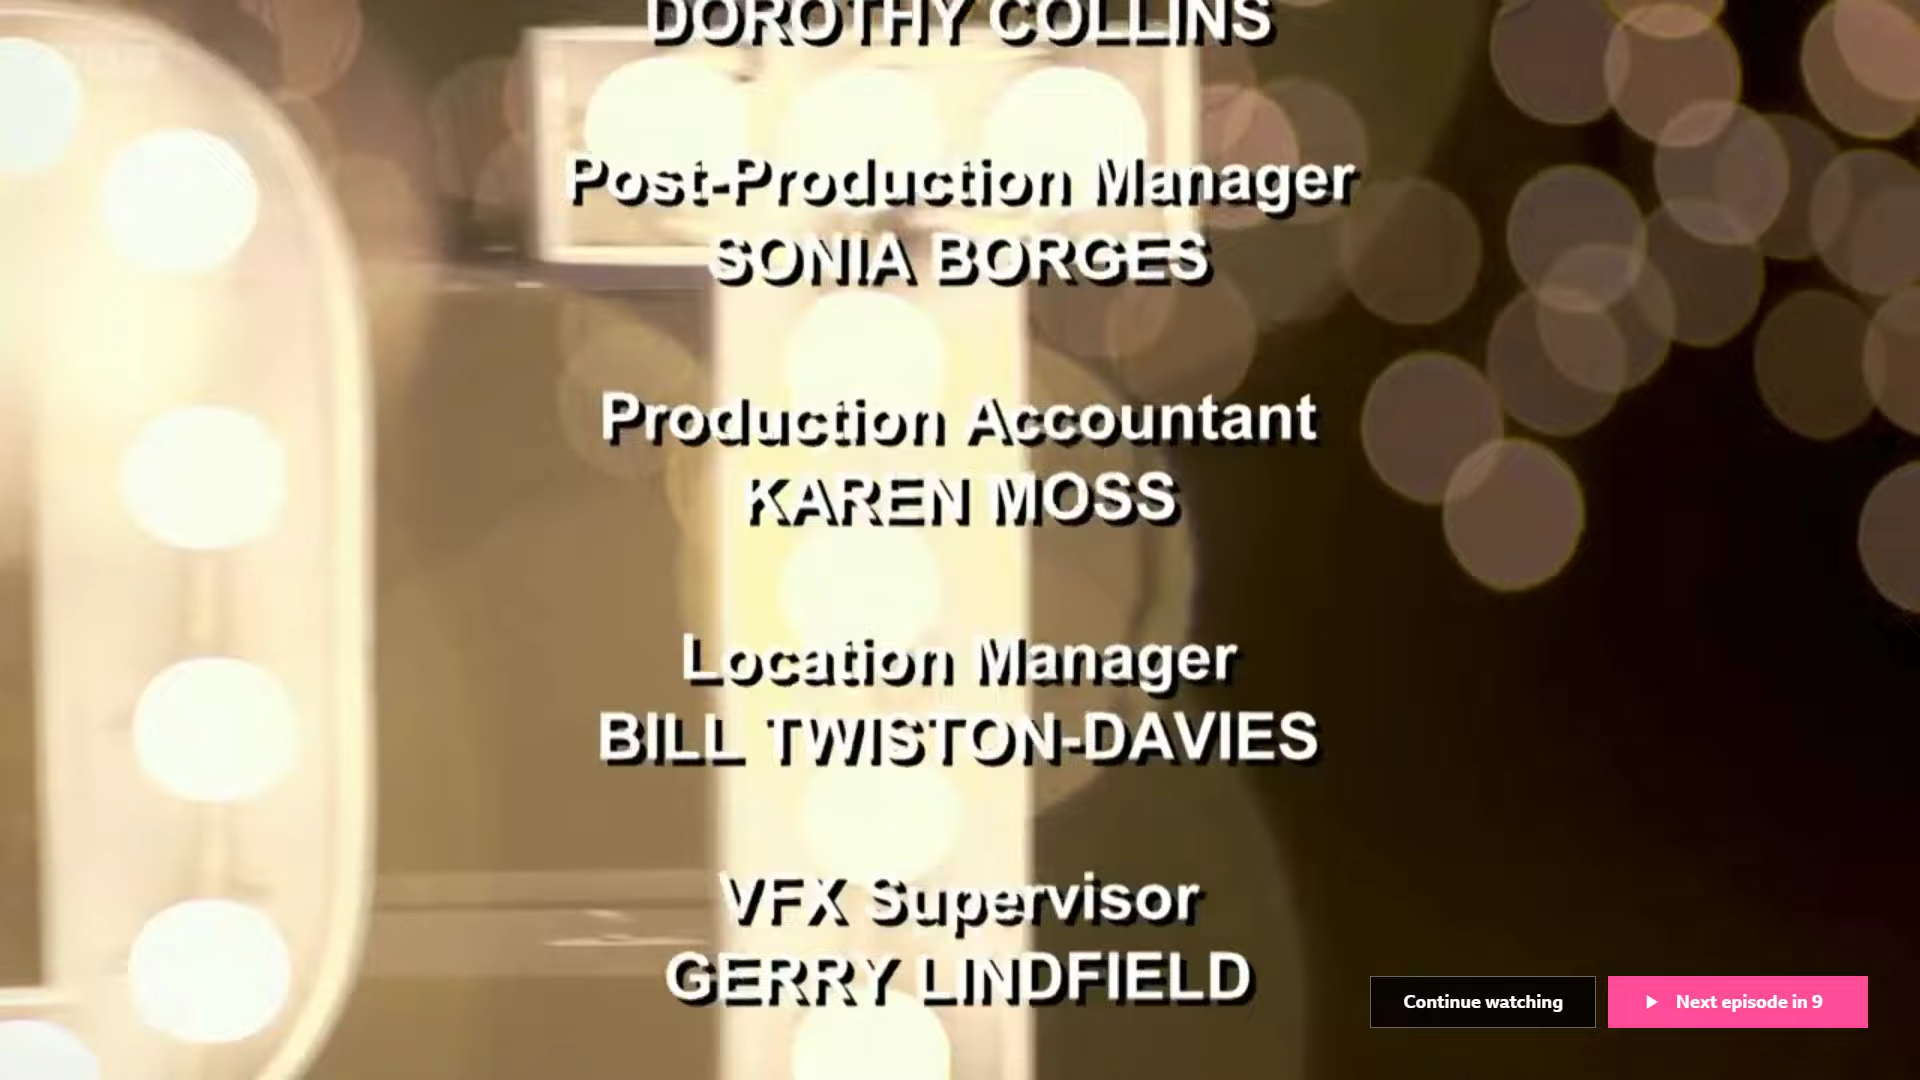 DOROTHY COLLINS
Post-Production Manager
SONIA BORGES
Production Accountant
KAREN MOSS
Location Manager
BILL TWISTON-DAVIES
VFX Supervisor
GERRY LINDFIELD
Continue watching
Next episode in 9